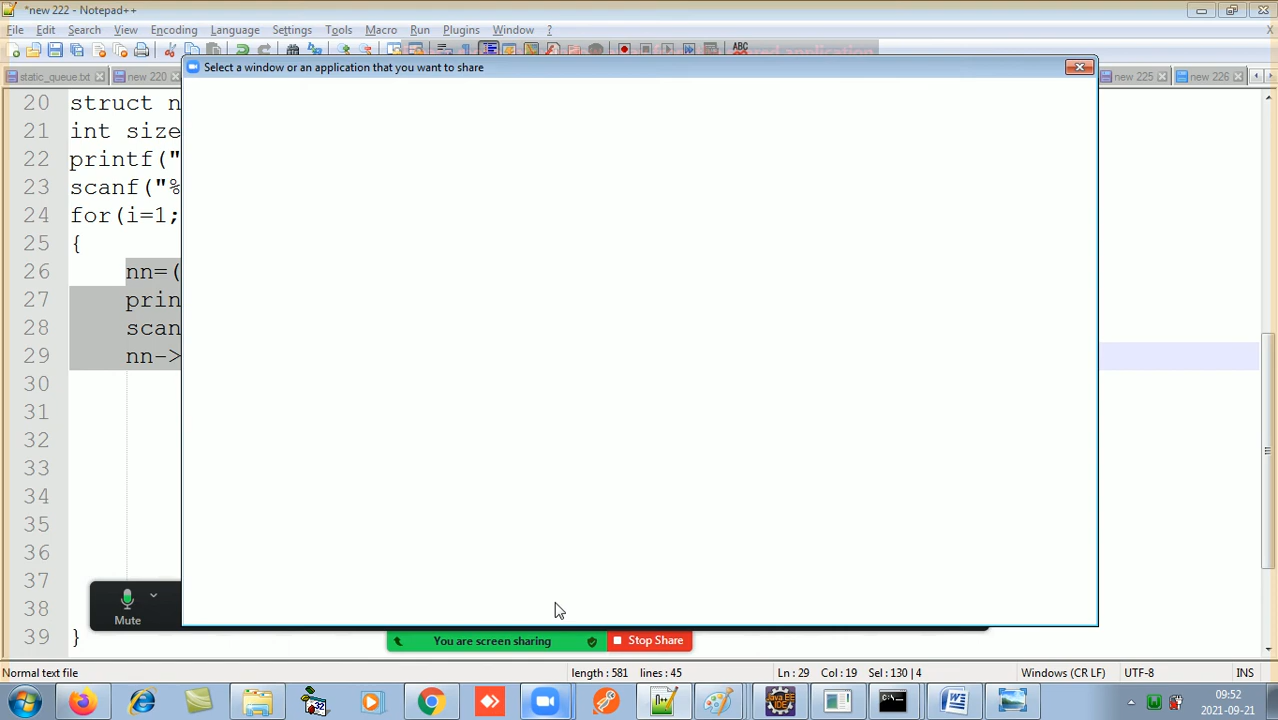 *new 222 - Notepad++
File Edit Search View Encoding Language Settings Tools Macro Run Plugins Window ? X
static_queue.txt new 220 new 225 new 226
Select a window or an application that you want to share
20 struct n
21 int size
22 printf("
23 scanf("%
24 for(i=1;
25 {
26 nn=(
27 prin
28 scan
29 nn->
30
31
32
33
34
35
36
37
38
39 }
Mute
You are screen sharing Stop Share
Normal text file length : 581 lines : 45 Ln : 29 Col : 19 Sel : 130 | 4 Windows (CR LF) UTF-8 INS
09:52
2021-09-21